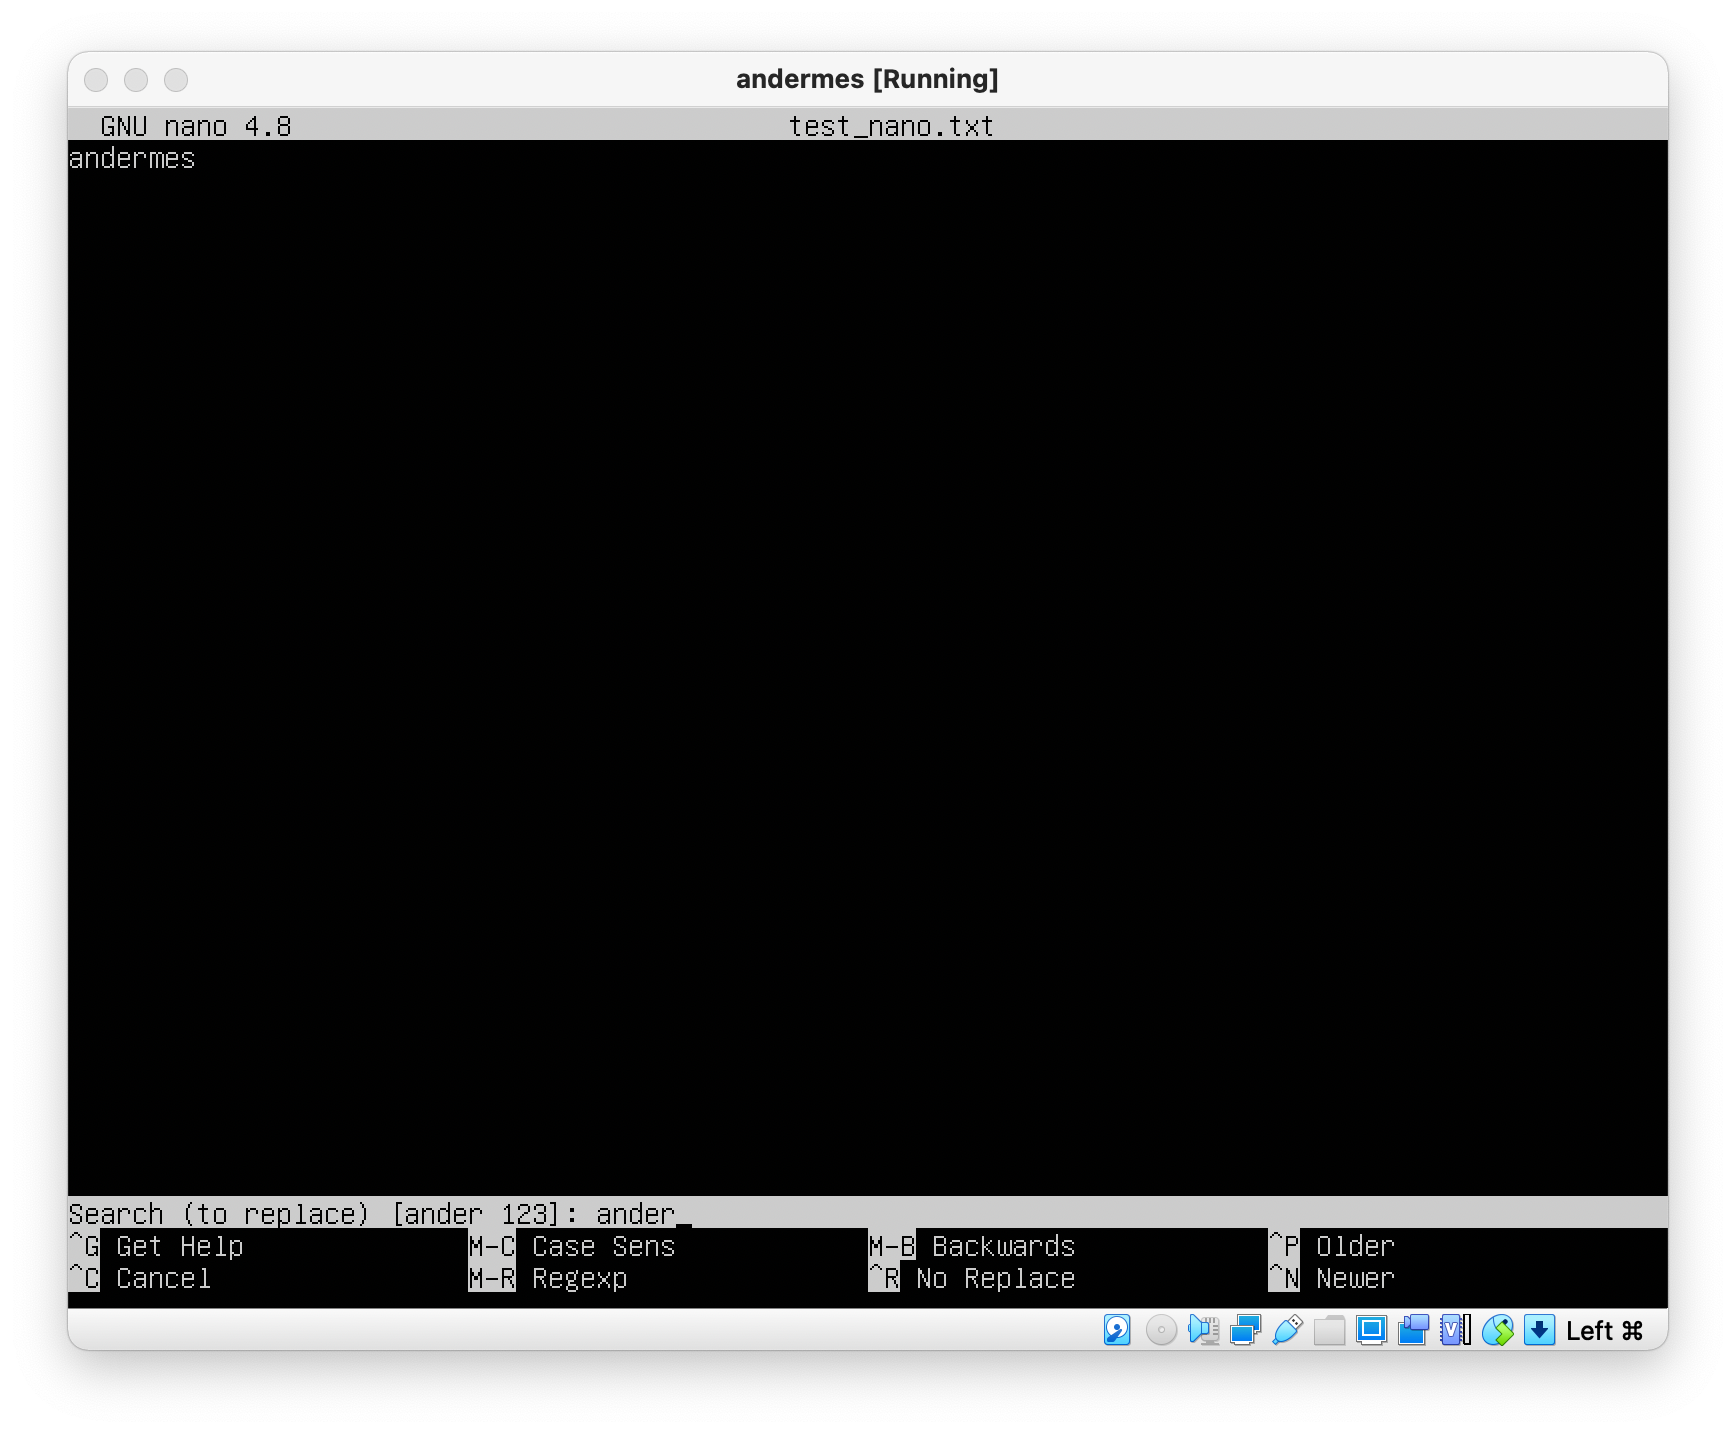 andermes [Running]
GNU nano 4.8 test_nano.txt
andermes
Search (to replace) [ander 123]: ander
^G Get Help M-C Case Sens M-B Backwards ^P Older
^C Cancel M-R Regexp ^R No Replace ^N Newer
Left ⌘